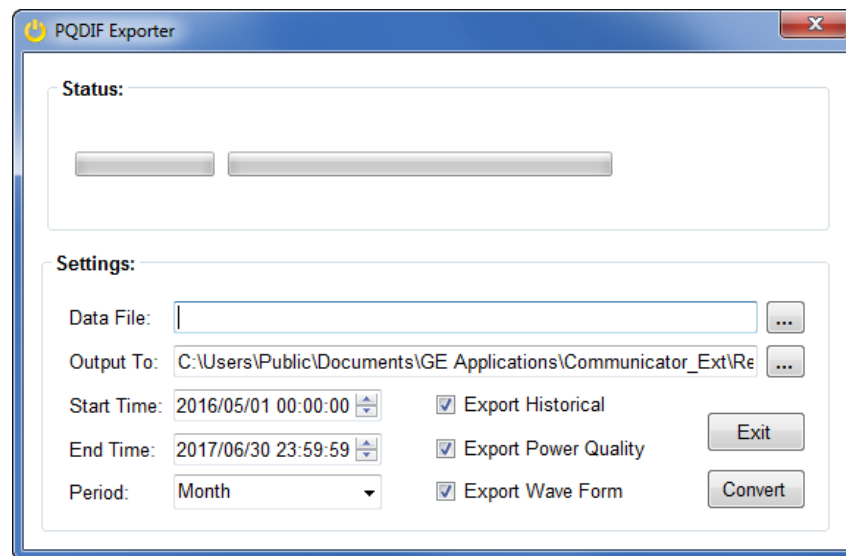 PQDIF Exporter
Status:
Settings:
Data File:
...
Output To: C:\Users\Public\Documents\GE Applications\Communicator_Ext\Re
...
Start Time: 2016/05/01 00:00:00
Export Historical
End Time: 2017/06/30 23:59:59
Export Power Quality
Exit
Period: Month
Export Wave Form
Convert